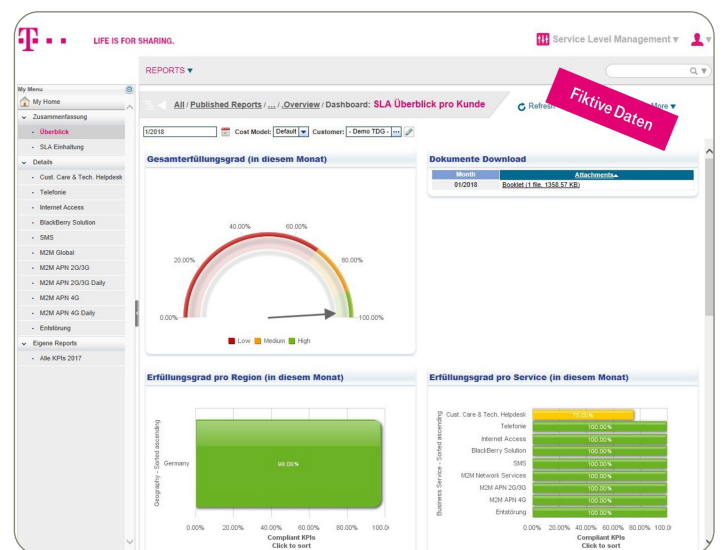 T
LIFE IS FOR SHARING.
Service Level Management
REPORTS
My Menu
My Home
Zusammenfassung
Überblick
SLA Einhaltung
Details
Cust. Care & Tech. Helpdesk
Telefonie
Internet Access
BlackBerry Solution
SMS
M2M Global
M2M APN 2G/3G
M2M APN 2G/3G Daily
M2M APN 4G
M2M APN 4G Daily
Entstörung
Eigene Reports
Alle KPIs 2017
All / Published Reports / ... / .Overview / Dashboard: SLA Überblick pro Kunde
Refresh
More
Fiktive Daten
1/2018 Cost Model: Default Customer: - Demo TDG - ...
Gesamterfüllungsgrad (in diesem Monat)
0.00%
20.00%
40.00%
60.00%
80.00%
100.00%
Low Medium High
Dokumente Download
Month Attachments
01/2018 Booklet (1 file, 1358.57 KB)
Erfüllungsgrad pro Region (in diesem Monat)
Geography - Sorted ascending
Germany
98.00%
0.00% 20.00% 40.00% 60.00% 80.00% 100.0
Compliant KPIs
Click to sort
Erfüllungsgrad pro Service (in diesem Monat)
Business Service - Sorted ascending
Cust. Care & Tech. Helpdesk
Telefonie 100.00%
Internet Access 100.00%
BlackBerry Solution 100.00%
SMS 100.00%
M2M Network Services 100.00%
M2M APN 2G/3G 100.00%
M2M APN 4G 100.00%
Entstörung 100.00%
0.00% 20.00% 40.00% 60.00% 80.00% 100.0
Compliant KPIs
Click to sort